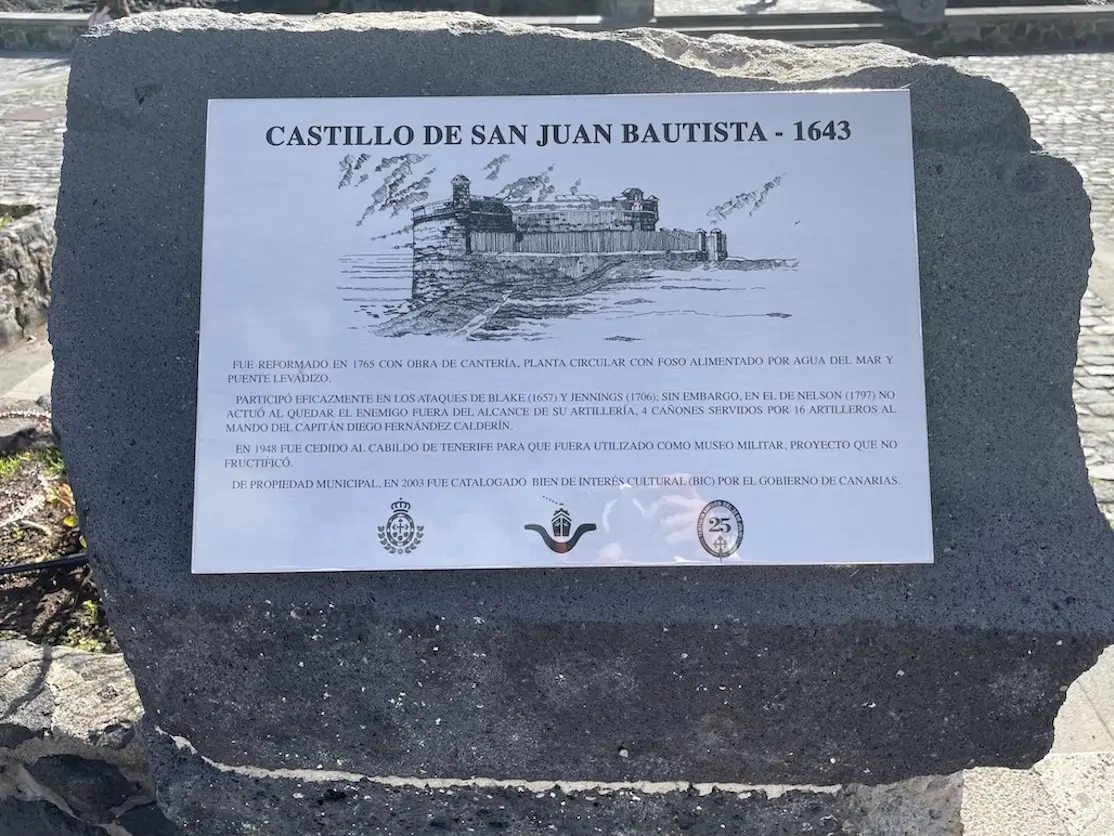 CASTILLO DE SAN JUAN BAUTISTA - 1643
FUE REFORMADO EN 1765 CON OBRA DE CANTERÍA, PLANTA CIRCULAR CON FOSO ALIMENTADO POR AGUA DEL MAR Y
PUENTE LEVADIZO.
PARTICIPÓ EFICAZMENTE EN LOS ATAQUES DE BLAKE (1657) Y JENNINGS (1706); SIN EMBARGO, EN EL DE NELSON (1797) NO
ACTUÓ AL QUEDAR EL ENEMIGO FUERA DEL ALCANCE DE SU ARTILLERÍA, 4 CAÑONES SERVIDOS POR 16 ARTILLEROS AL
MANDO DEL CAPITÁN DIEGO FERNÁNDEZ CALDERÍN.
EN 1948 FUE CEDIDO AL CABILDO DE TENERIFE PARA QUE FUERA UTILIZADO COMO MUSEO MILITAR, PROYECTO QUE NO
FRUCTIFICÓ.
DE PROPIEDAD MUNICIPAL, EN 2003 FUE CATALOGADO BIEN DE INTERÉS CULTURAL (BIC) POR EL GOBIERNO DE CANARIAS.
25